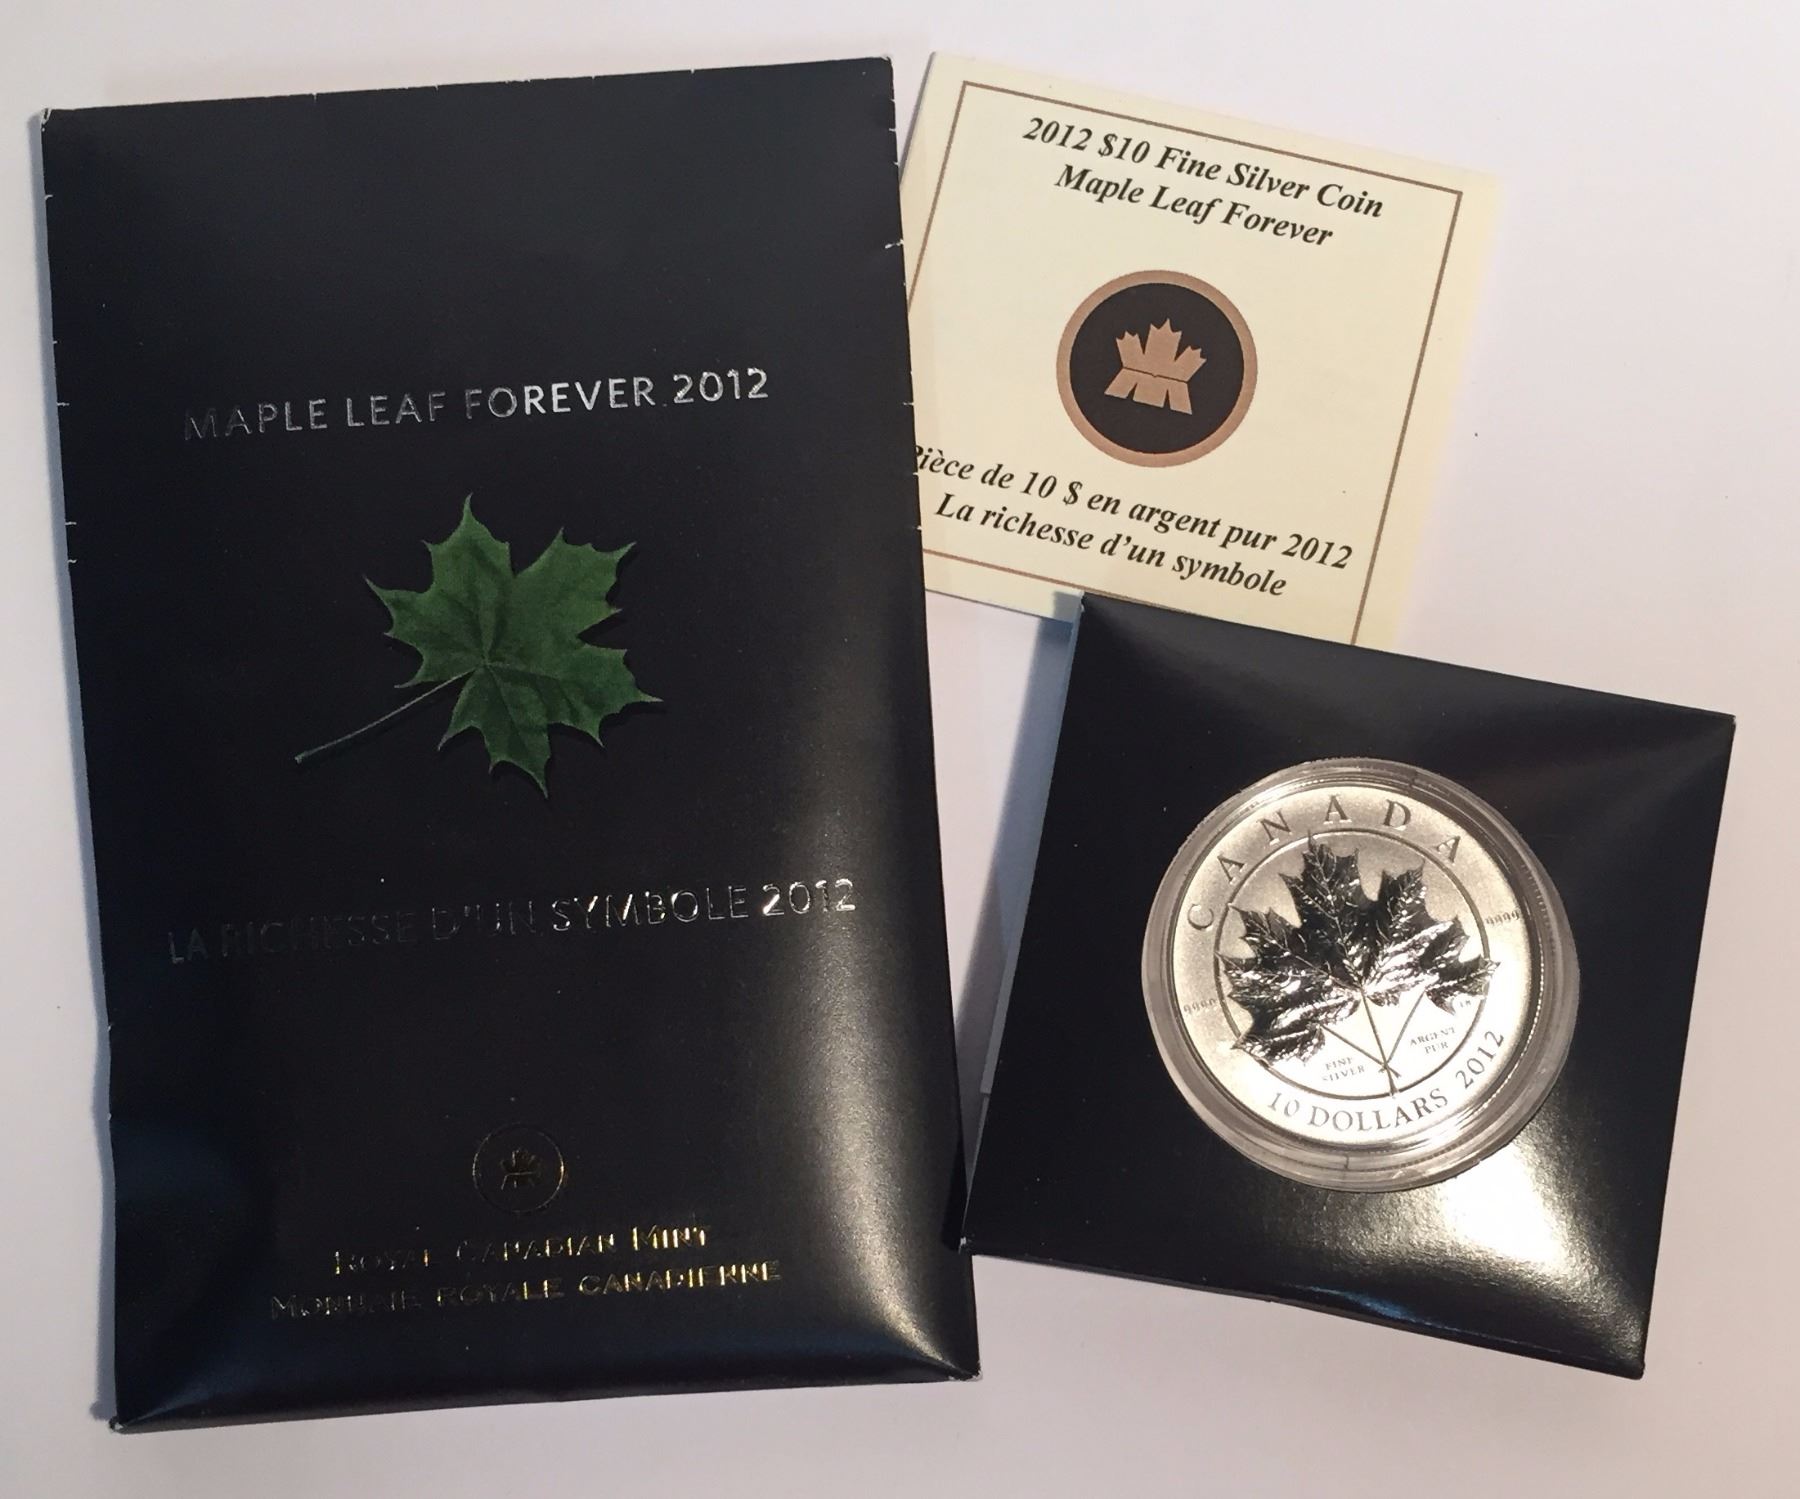 MAPLE LEAF FOREVER 2012
LA RICHESSE D'UN SYMBOLE 2012
ROYAL CANADIAN MINT
MONNAIE ROYALE CANADIENNE
2012 $10 Fine Silver Coin
Maple Leaf Forever
Pièce de 10 $ en argent pur 2012
La richesse d'un symbole
CANADA
9999
9999
FINE
SILVER
ARGENT
PUR
10 DOLLARS 2012